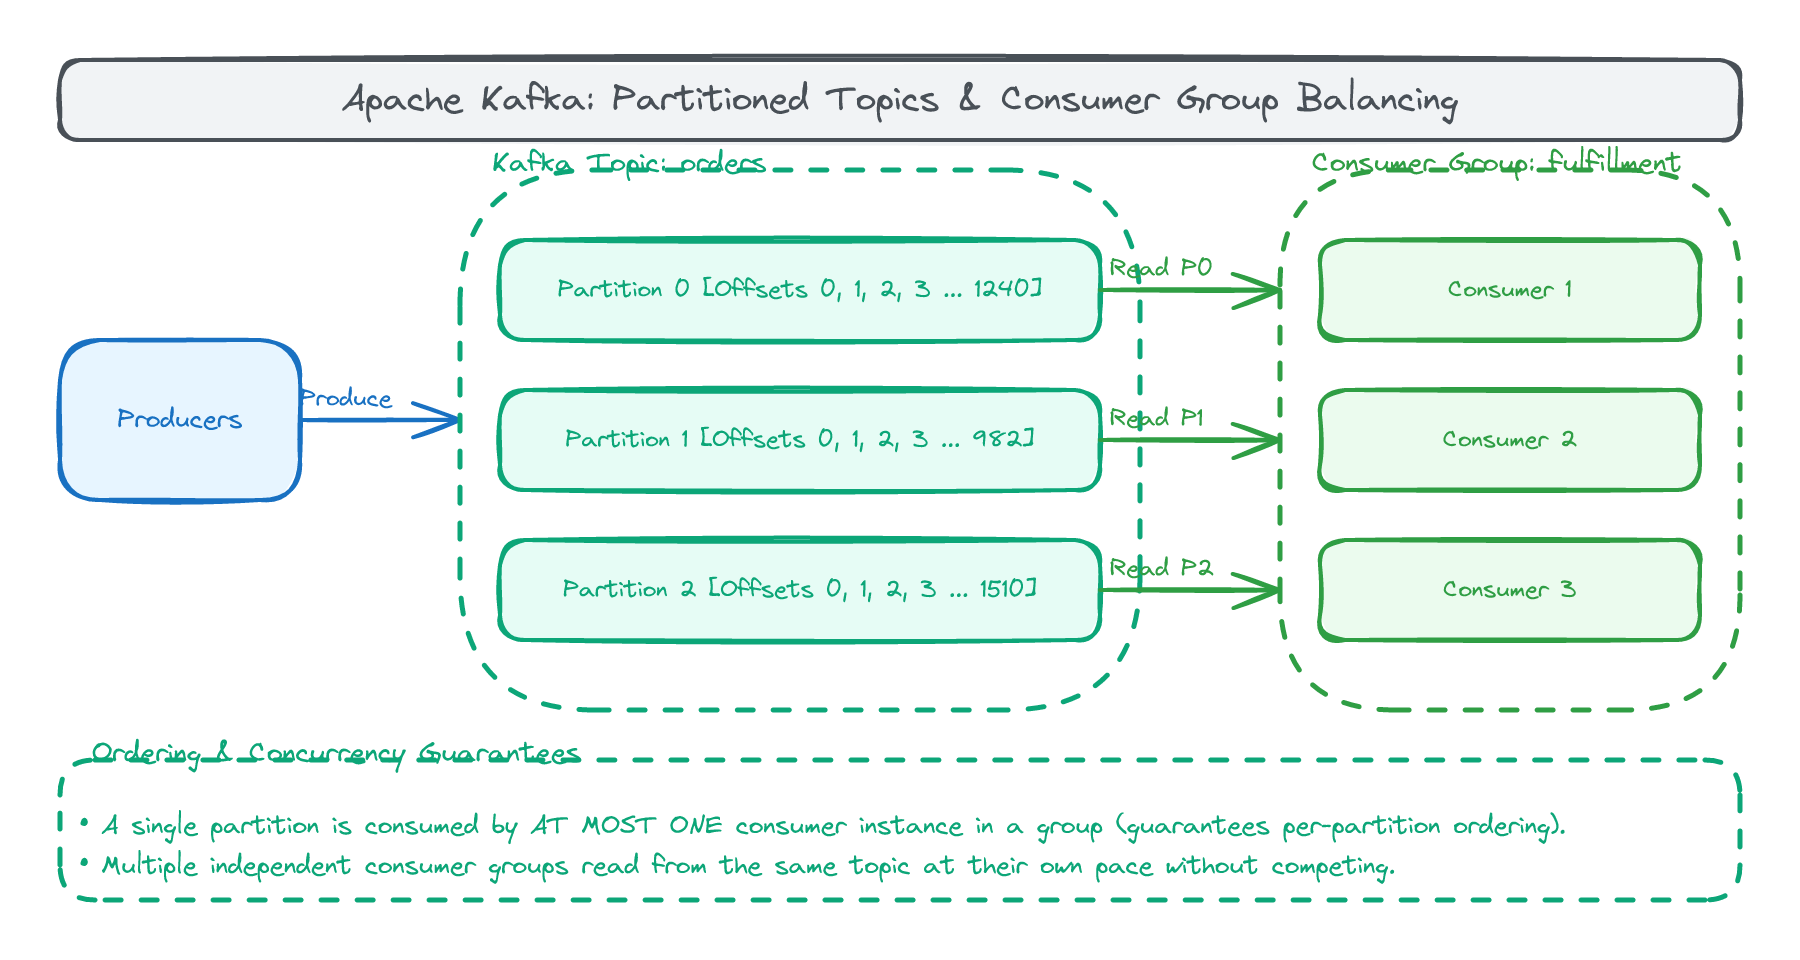 Apache Kafka: Partitioned Topics & Consumer Group Balancing
Kafka Topic: orders
Consumer Group: fulfillment
Partition 0 [Offsets 0, 1, 2, 3 ... 1240]
Read P0
Consumer 1
Producers
Produce
Partition 1 [Offsets 0, 1, 2, 3 ... 982]
Read P1
Consumer 2
Partition 2 [Offsets 0, 1, 2, 3 ... 1510]
Read P2
Consumer 3
Ordering & Concurrency Guarantees
• A single partition is consumed by AT MOST ONE consumer instance in a group (guarantees per-partition ordering).
• Multiple independent consumer groups read from the same topic at their own pace without competing.